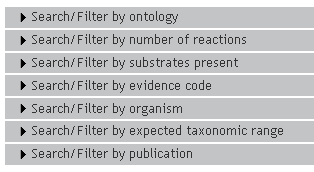 Search/Filter by ontology
Search/Filter by number of reactions
Search/Filter by substrates present
Search/Filter by evidence code
Search/Filter by organism
Search/Filter by expected taxonomic range
Search/Filter by publication